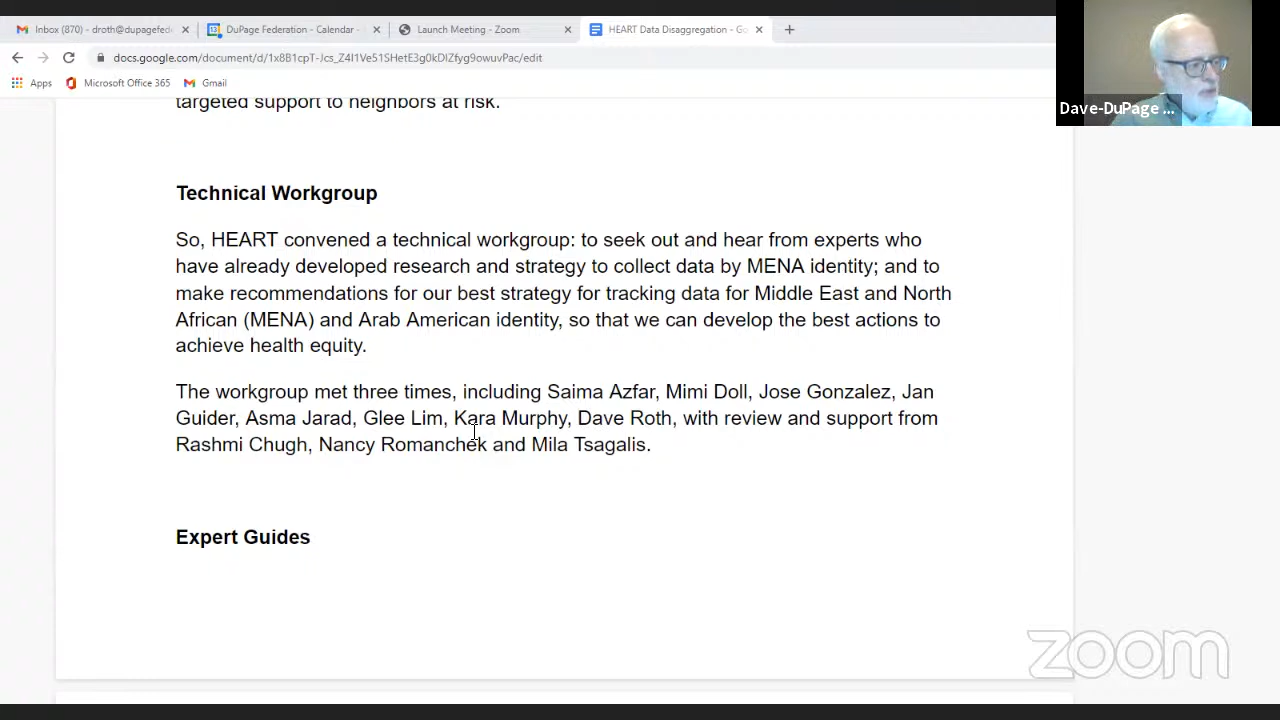 Inbox (870) - droth@dupagefede
DuPage Federation - Calendar -
Launch Meeting - Zoom
HEART Data Disaggregation - Go
docs.google.com/document/d/1x8B1cpT-Jcs_Z4I1Ve51SHetE3g0kDIZfyg9owuvPac/edit
Apps
Microsoft Office 365
Gmail
Dave-DuPage ...
targeted support to neighbors at risk.
Technical Workgroup
So, HEART convened a technical workgroup: to seek out and hear from experts who
have already developed research and strategy to collect data by MENA identity; and to
make recommendations for our best strategy for tracking data for Middle East and North
African (MENA) and Arab American identity, so that we can develop the best actions to
achieve health equity.
The workgroup met three times, including Saima Azfar, Mimi Doll, Jose Gonzalez, Jan
Guider, Asma Jarad, Glee Lim, Kara Murphy, Dave Roth, with review and support from
Rashmi Chugh, Nancy Romanchek and Mila Tsagalis.
Expert Guides
zoom